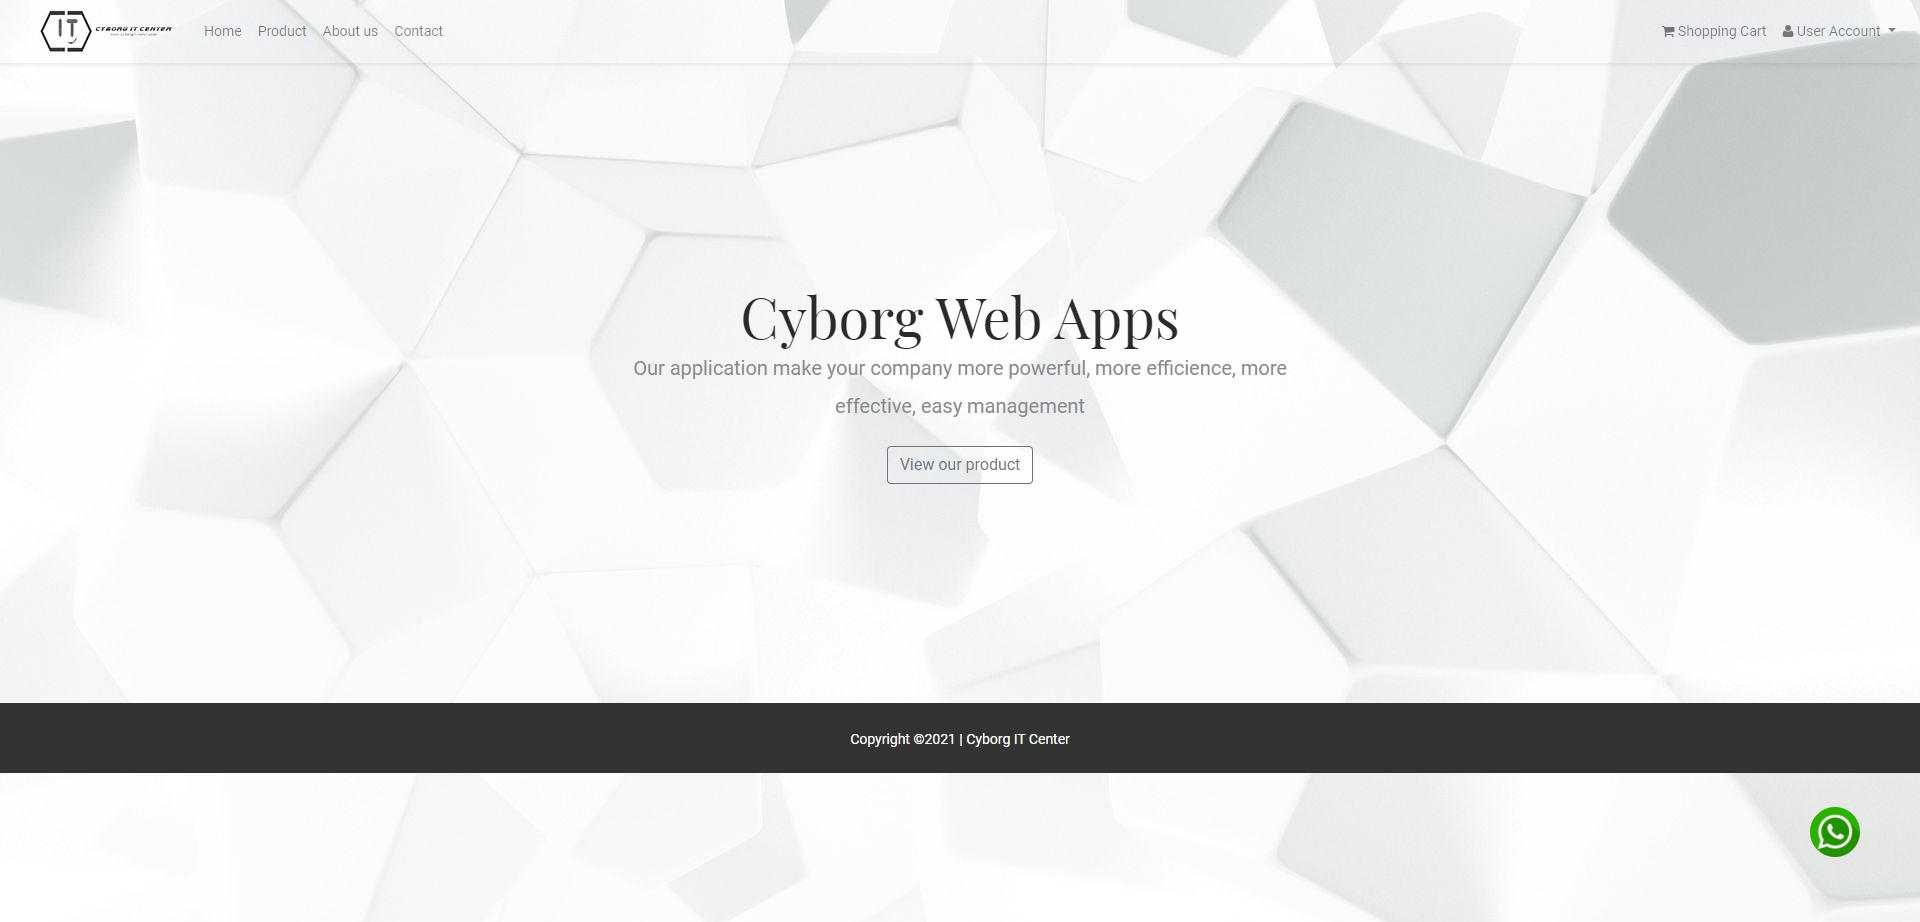 IT
CYBORG IT CENTER
Home Product About us Contact
Shopping Cart User Account
Cyborg Web Apps
Our application make your company more powerful, more efficience, more
effective, easy management
View our product
Copyright ©2021 | Cyborg IT Center